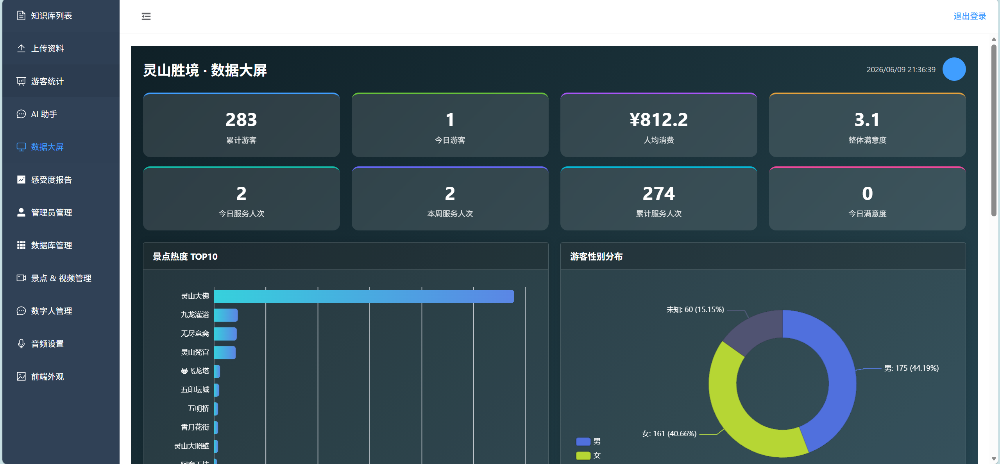 知识库列表
上传资料
游客统计
AI 助手
数据大屏
感受度报告
管理员管理
数据库管理
景点 & 视频管理
数字人管理
音频设置
前端外观
退出登录
灵山胜境 · 数据大屏
2026/06/09 21:36:39
283
累计游客
1
今日游客
¥812.2
人均消费
3.1
整体满意度
2
今日服务人次
2
本周服务人次
274
累计服务人次
0
今日满意度
景点热度 TOP10
灵山大佛
九龙灌浴
无尽意斋
灵山梵宫
曼飞龙塔
五印坛城
五明桥
香月花街
灵山大照壁
游客性别分布
未知: 60 (15.15%)
男: 175 (44.19%)
女: 161 (40.66%)
男
女